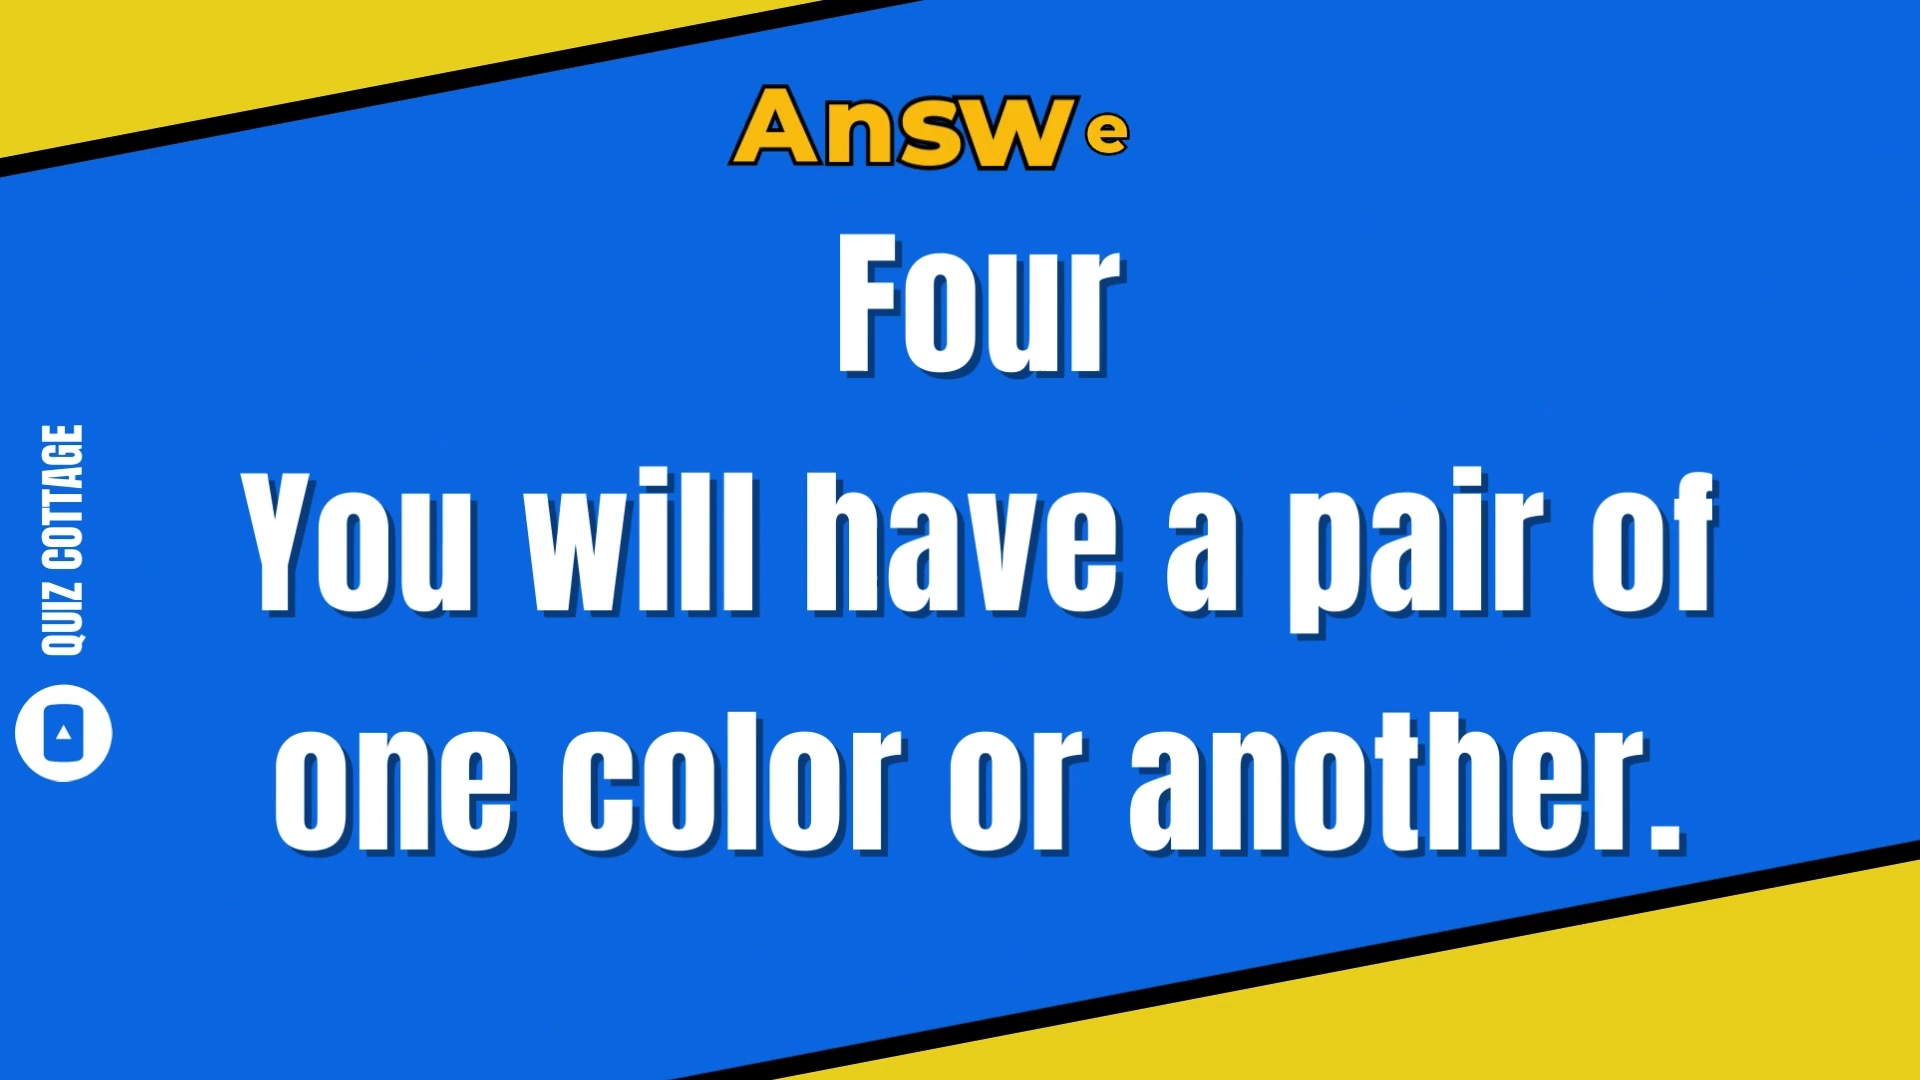 Answe
Four
You will have a pair of
one color or another.
QUIZ COTTAGE